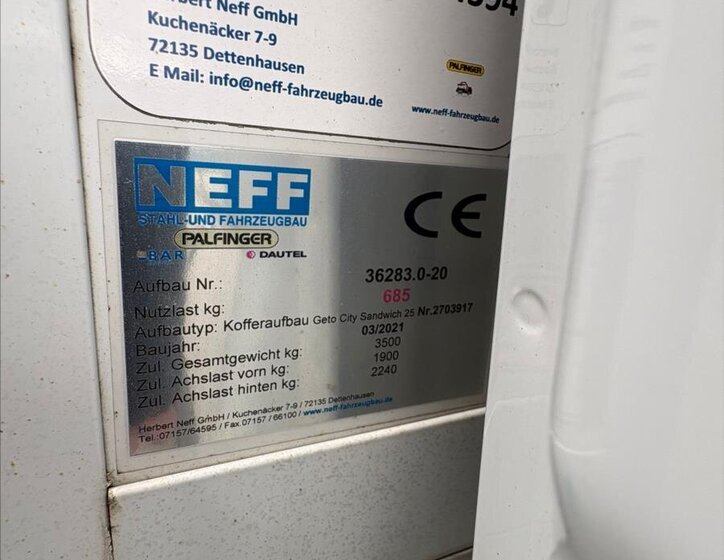 Herbert Neff GmbH
Kuchenäcker 7-9
72135 Dettenhausen
E Mail: info@neff-fahrzeugbau.de
PALFINGER
www.neff-fahrzeugbau.de
NEFF
STAHL-UND FAHRZEUGBAU
PALFINGER
BÄR DAUTEL
CE
Aufbau Nr.: 36283.0-20
Nutzlast kg: 685
Aufbautyp: Kofferaufbau Geto City Sandwich 25 Nr.2703917
Baujahr: 03/2021
Zul. Gesamtgewicht kg: 3500
Zul. Achslast vorn kg: 1900
Zul. Achslast hinten kg: 2240
Herbert Neff GmbH / Kuchenäcker 7-9 / 72135 Dettenhausen
Tel.:07157/64595 / Fax.07157 / 66100 / www.neff-fahrzeugbau.de